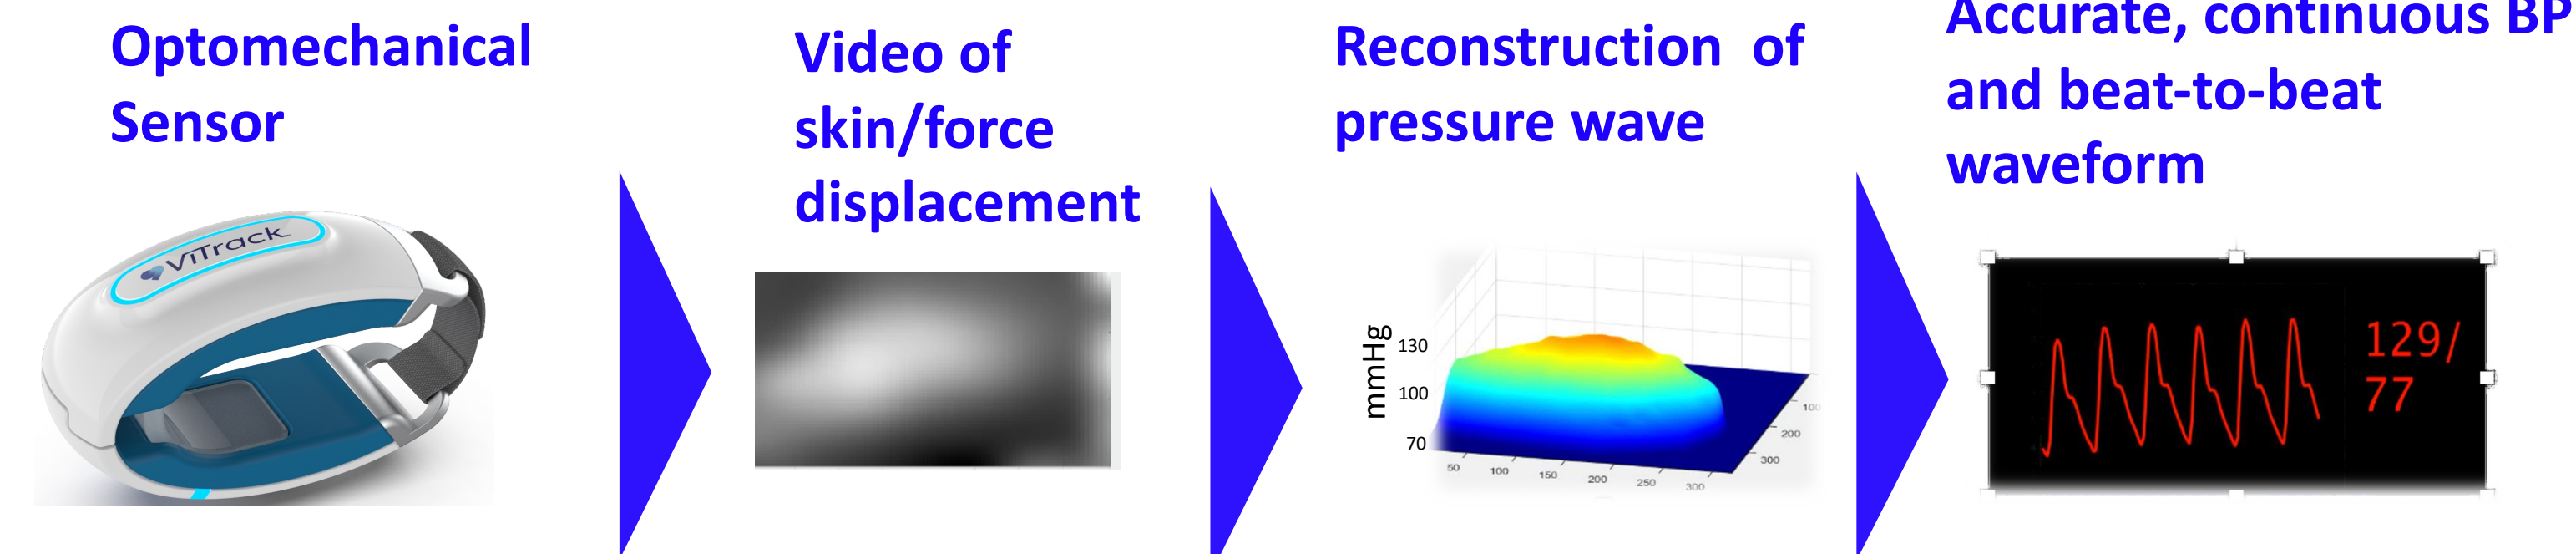 Optomechanical
Sensor
ViTrack
Video of
skin/force
displacement
Reconstruction of
pressure wave
mmHg
130
100
70
50
100
150
200
250
300
100
200
300
Accurate, continuous BP
and beat-to-beat
waveform
129/
77